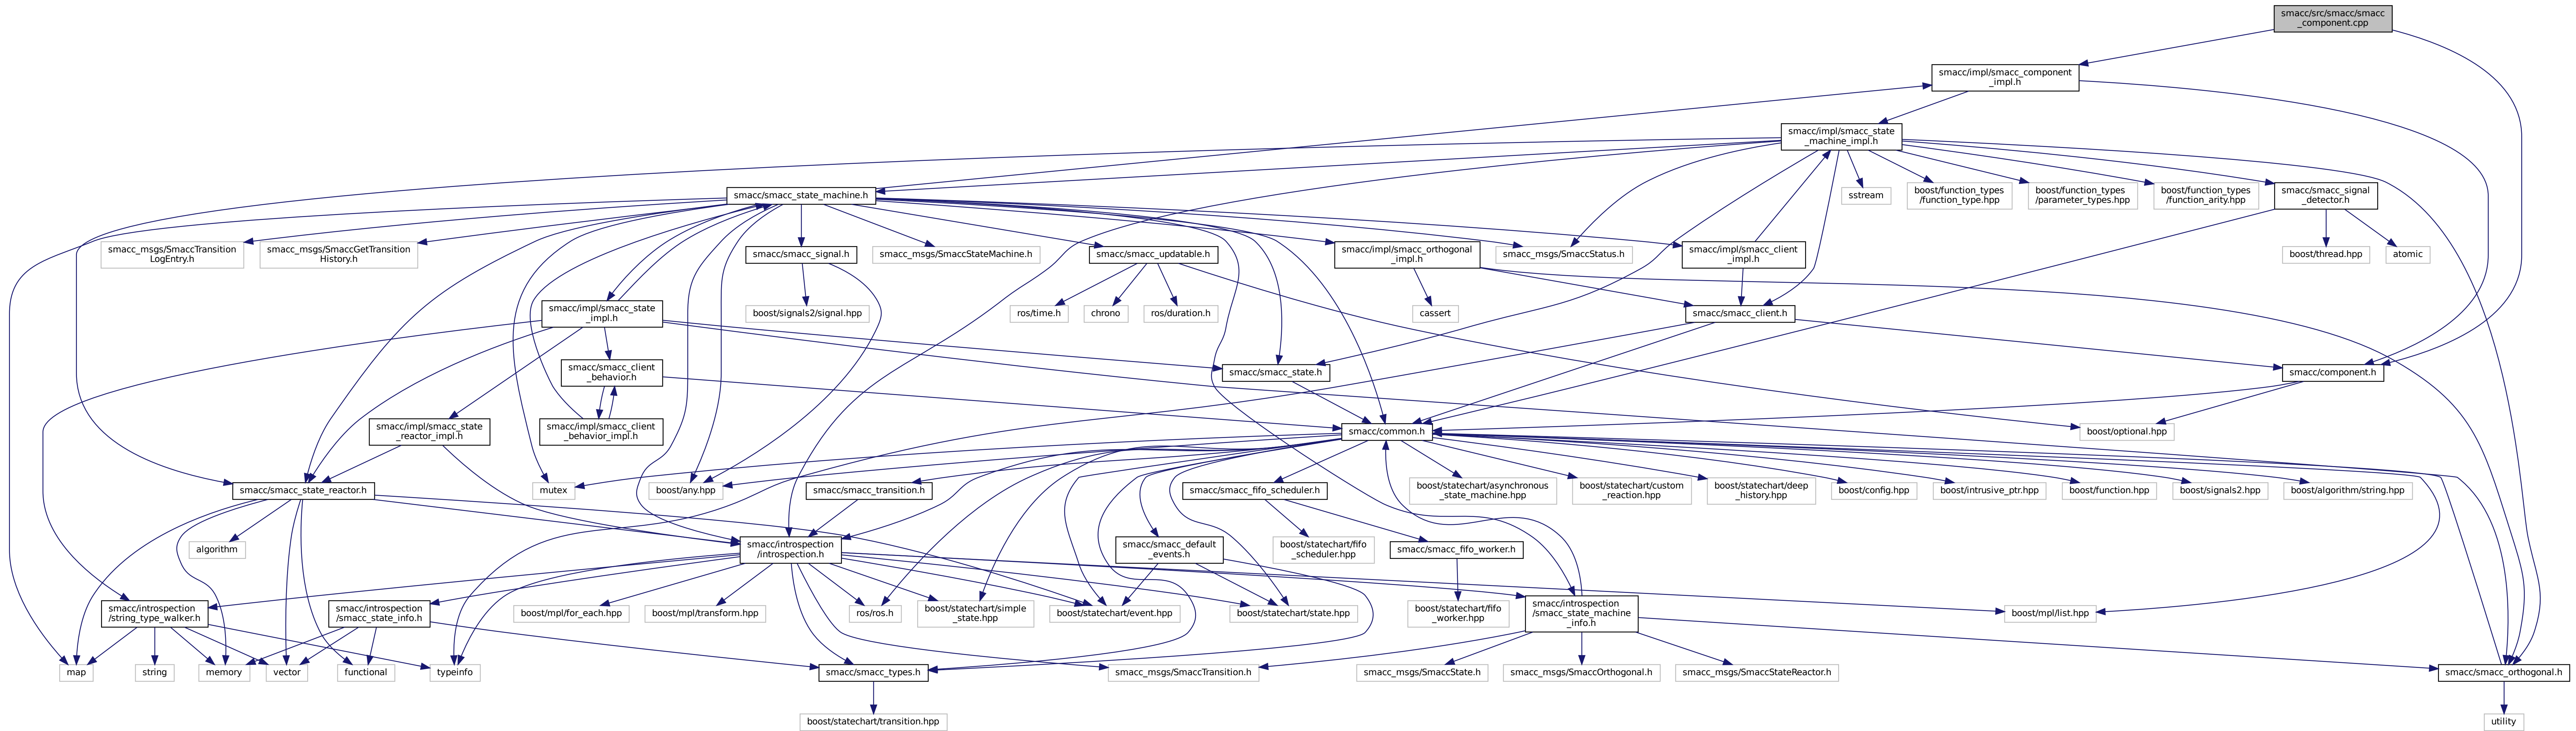 smacc/src/smacc/smacc
_component.cpp
smacc/impl/smacc_component
_impl.h
smacc/impl/smacc_state
_machine_impl.h
smacc/smacc_state_machine.h
sstream
boost/function_types
/function_type.hpp
boost/function_types
/parameter_types.hpp
boost/function_types
/function_arity.hpp
smacc/smacc_signal
_detector.h
smacc_msgs/SmaccTransition
LogEntry.h
smacc_msgs/SmaccGetTransition
History.h
smacc/smacc_signal.h
smacc_msgs/SmaccStateMachine.h
smacc/smacc_updatable.h
smacc/impl/smacc_orthogonal
_impl.h
smacc_msgs/SmaccStatus.h
smacc/impl/smacc_client
_impl.h
boost/thread.hpp
atomic
smacc/impl/smacc_state
_impl.h
boost/signals2/signal.hpp
ros/time.h
chrono
ros/duration.h
cassert
smacc/smacc_client.h
smacc/smacc_client
_behavior.h
smacc/smacc_state.h
smacc/component.h
smacc/impl/smacc_state
_reactor_impl.h
smacc/impl/smacc_client
_behavior_impl.h
smacc/common.h
boost/optional.hpp
smacc/smacc_state_reactor.h
mutex
boost/any.hpp
smacc/smacc_transition.h
smacc/smacc_fifo_scheduler.h
boost/statechart/asynchronous
_state_machine.hpp
boost/statechart/custom
_reaction.hpp
boost/statechart/deep
_history.hpp
boost/config.hpp
boost/intrusive_ptr.hpp
boost/function.hpp
boost/signals2.hpp
boost/algorithm/string.hpp
algorithm
smacc/introspection
/introspection.h
smacc/smacc_default
_events.h
boost/statechart/fifo
_scheduler.hpp
smacc/smacc_fifo_worker.h
smacc/introspection
/string_type_walker.h
smacc/introspection
/smacc_state_info.h
boost/mpl/for_each.hpp
boost/mpl/transform.hpp
ros/ros.h
boost/statechart/simple
_state.hpp
boost/statechart/event.hpp
boost/statechart/state.hpp
boost/statechart/fifo
_worker.hpp
smacc/introspection
/smacc_state_machine
_info.h
boost/mpl/list.hpp
map
string
memory
vector
functional
typeinfo
smacc/smacc_types.h
smacc_msgs/SmaccTransition.h
smacc_msgs/SmaccState.h
smacc_msgs/SmaccOrthogonal.h
smacc_msgs/SmaccStateReactor.h
smacc/smacc_orthogonal.h
boost/statechart/transition.hpp
utility